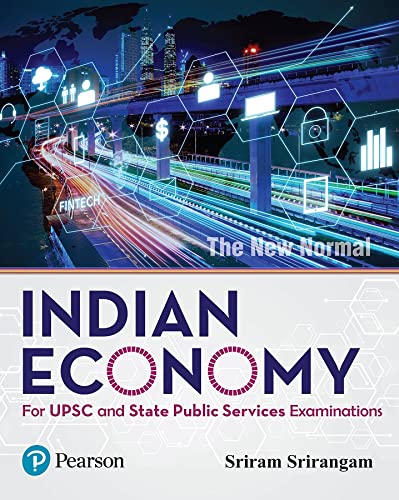 FINTECH
The New Normal
INDIAN
ECONOMY
For UPSC and State Public Services Examinations
P Pearson
Sriram Srirangam